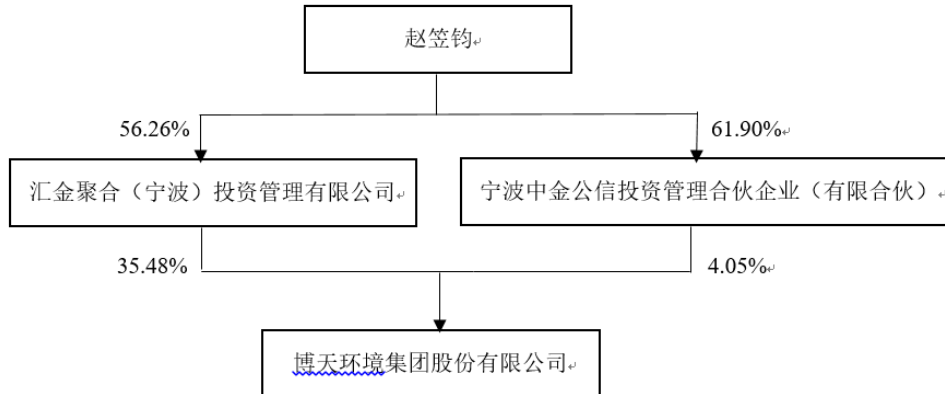 赵笠钧
56.26%
61.90%
汇金聚合（宁波）投资管理有限公司
宁波中金公信投资管理合伙企业（有限合伙）
35.48%
4.05%
博天环境集团股份有限公司